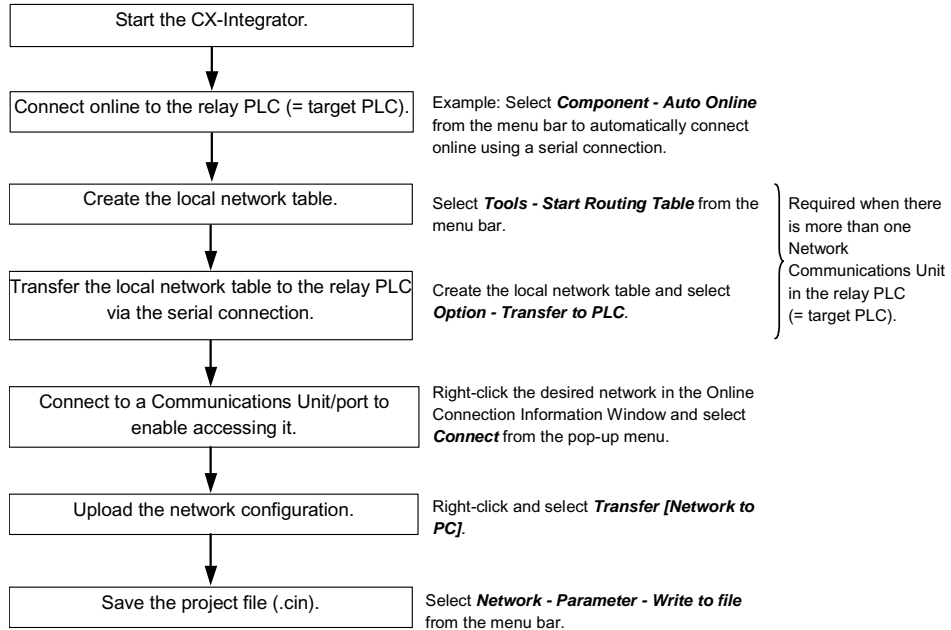 Start the CX-Integrator.
Connect online to the relay PLC (= target PLC).
Example: Select Component - Auto Online
from the menu bar to automatically connect
online using a serial connection.
Create the local network table.
Select Tools - Start Routing Table from the
menu bar.
Transfer the local network table to the relay PLC
via the serial connection.
Create the local network table and select
Option - Transfer to PLC.
Required when there
is more than one
Network
Communications Unit
in the relay PLC
(= target PLC).
Connect to a Communications Unit/port to
enable accessing it.
Right-click the desired network in the Online
Connection Information Window and select
Connect from the pop-up menu.
Upload the network configuration.
Right-click and select Transfer [Network to
PC].
Save the project file (.cin).
Select Network - Parameter - Write to file
from the menu bar.